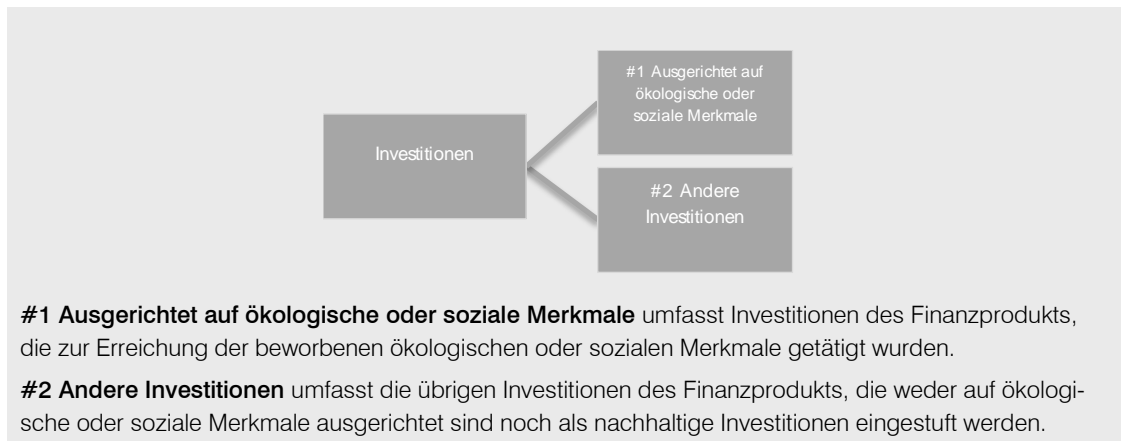 #1 Ausgerichtet auf
ökologische oder
soziale Merkmale
Investitionen
#2 Andere
Investitionen
#1 Ausgerichtet auf ökologische oder soziale Merkmale umfasst Investitionen des Finanzprodukts,
die zur Erreichung der beworbenen ökologischen oder sozialen Merkmale getätigt wurden.
#2 Andere Investitionen umfasst die übrigen Investitionen des Finanzprodukts, die weder auf ökologi-
sche oder soziale Merkmale ausgerichtet sind noch als nachhaltige Investitionen eingestuft werden.